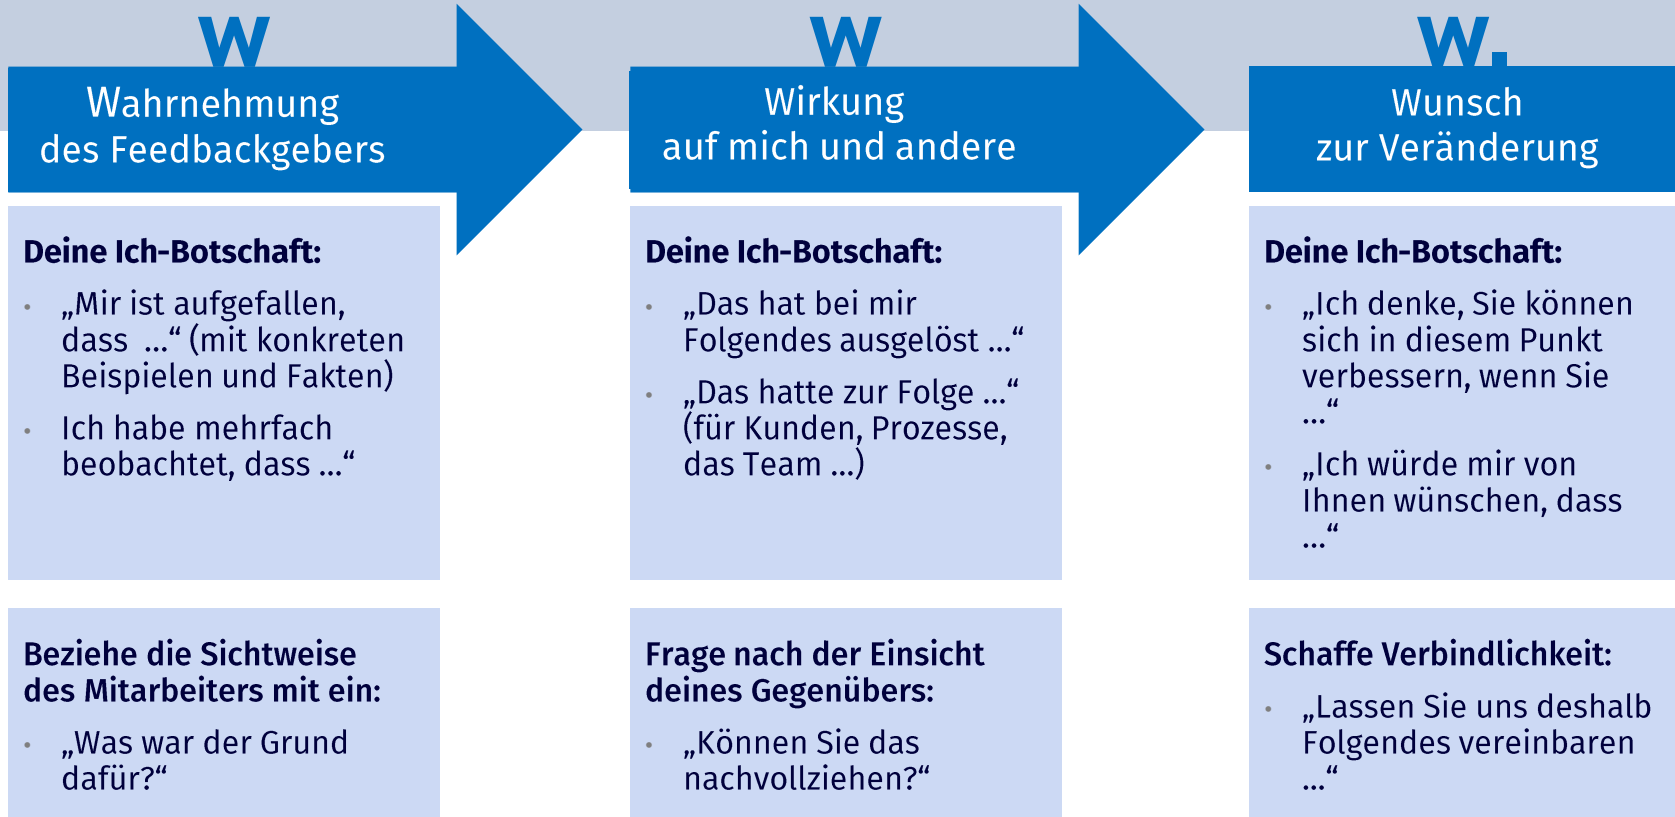 W
Wahrnehmung
des Feedbackgebers
Deine Ich-Botschaft:
• „Mir ist aufgefallen,
dass  ...“ (mit konkreten
Beispielen und Fakten)
• Ich habe mehrfach
beobachtet, dass ...“
Beziehe die Sichtweise
des Mitarbeiters mit ein:
• „Was war der Grund
dafür?“
W
Wirkung
auf mich und andere
Deine Ich-Botschaft:
• „Das hat bei mir
Folgendes ausgelöst ...“
• „Das hatte zur Folge ...“
(für Kunden, Prozesse,
das Team ...)
Frage nach der Einsicht
deines Gegenübers:
• „Können Sie das
nachvollziehen?“
W.
Wunsch
zur Veränderung
Deine Ich-Botschaft:
• „Ich denke, Sie können
sich in diesem Punkt
verbessern, wenn Sie
...“
• „Ich würde mir von
Ihnen wünschen, dass
...“
Schaffe Verbindlichkeit:
• „Lassen Sie uns deshalb
Folgendes vereinbaren
...“